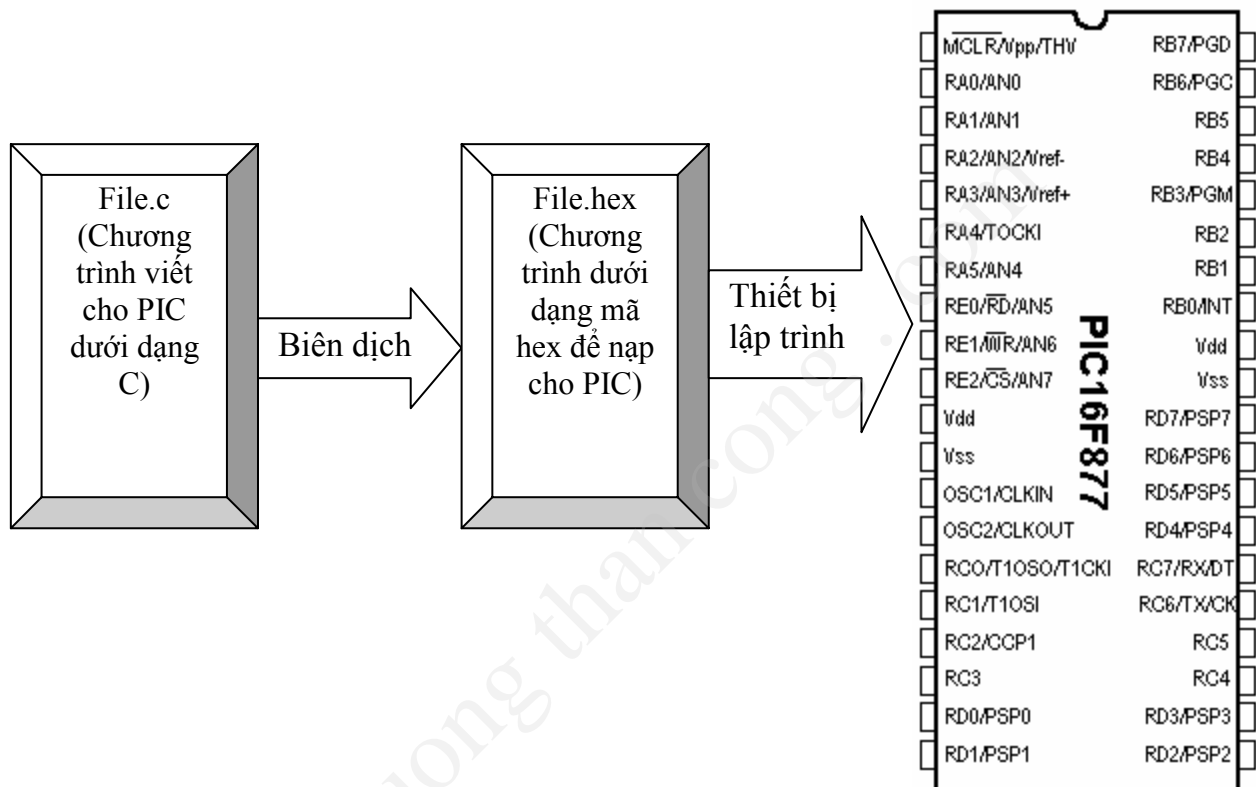 File.c
(Chương
trình viết
cho PIC
dưới dạng
C)
Biên dịch
File.hex
(Chương
trình dưới
dạng mã
hex để nạp
cho PIC)
Thiết bị
lập trình
MCLR/Vpp/THV
RA0/AN0
RA1/AN1
RA2/AN2/Vref-
RA3/AN3/Vref+
RA4/TOCKI
RA5/AN4
RE0/RD/AN5
RE1/WR/AN6
RE2/CS/AN7
Vdd
Vss
OSC1/CLKIN
OSC2/CLKOUT
RC0/T1OSO/T1CKI
RC1/T1OSI
RC2/CCP1
RC3
RD0/PSP0
RD1/PSP1
PIC16F877
RB7/PGD
RB6/PGC
RB5
RB4
RB3/PGM
RB2
RB1
RB0/INT
Vdd
Vss
RD7/PSP7
RD6/PSP6
RD5/PSP5
RD4/PSP4
RC7/RX/DT
RC6/TX/CK
RC5
RC4
RD3/PSP3
RD2/PSP2
dong than cong . com